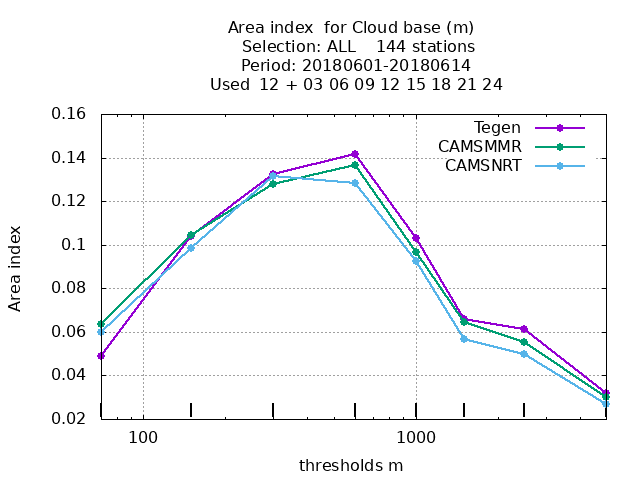 Area index  for Cloud base (m)
Selection: ALL    144 stations
Period: 20180601-20180614
Used  12 + 03 06 09 12 15 18 21 24
0.16
0.14
0.12
0.1
0.08
0.06
0.04
0.02
Area index
Tegen
CAMSMMR
CAMSNRT
100
1000
thresholds m